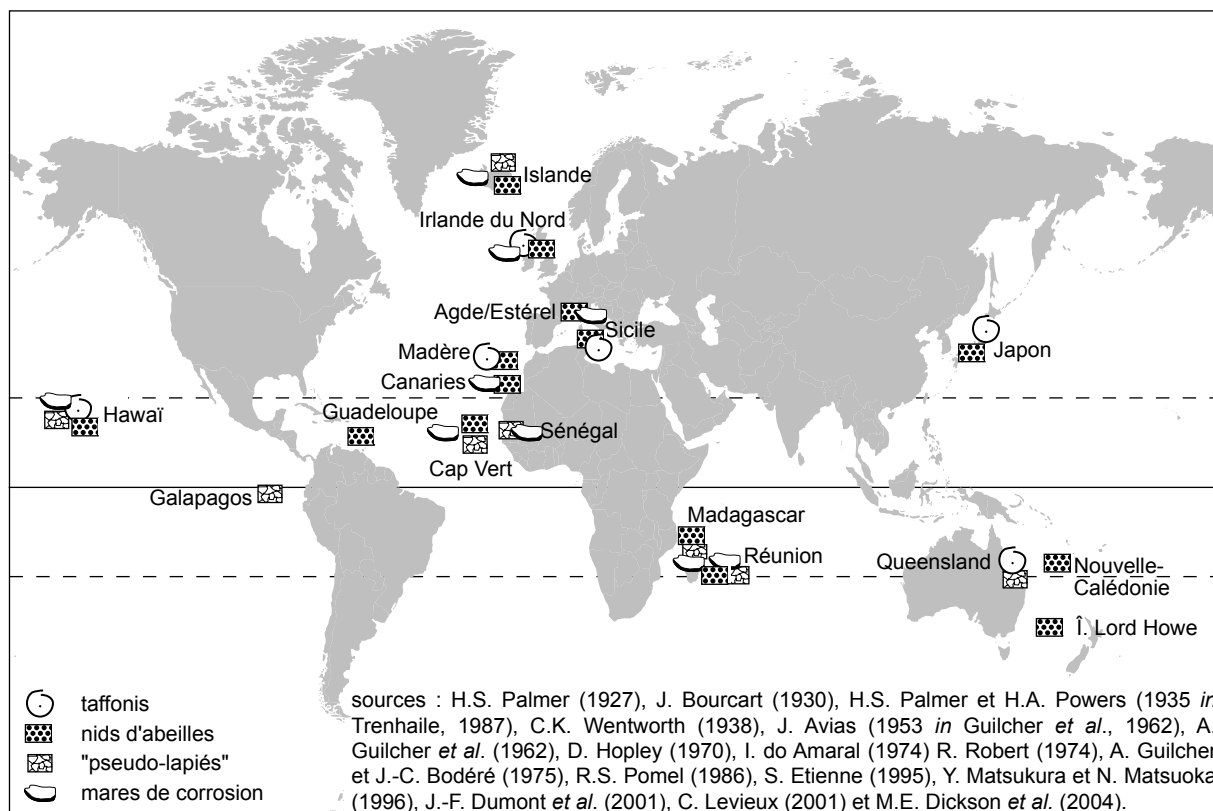 Islande
Irlande du Nord
Agde/Estérel
Sicile
Madère
Japon
Canaries
Hawaï
Guadeloupe
Sénégal
Cap Vert
Galapagos
Madagascar
Réunion
Queensland
Nouvelle-
Calédonie
Î. Lord Howe
taffonis
nids d'abeilles
"pseudo-lapiés"
mares de corrosion
sources : H.S. Palmer (1927), J. Bourcart (1930), H.S. Palmer et H.A. Powers (1935 in
Trenhaile, 1987), C.K. Wentworth (1938), J. Avias (1953 in Guilcher et al., 1962), A.
Guilcher et al. (1962), D. Hopley (1970), I. do Amaral (1974) R. Robert (1974), A. Guilcher
et J.-C. Bodéré (1975), R.S. Pomel (1986), S. Etienne (1995), Y. Matsukura et N. Matsuoka
(1996), J.-F. Dumont et al. (2001), C. Levieux (2001) et M.E. Dickson et al. (2004).